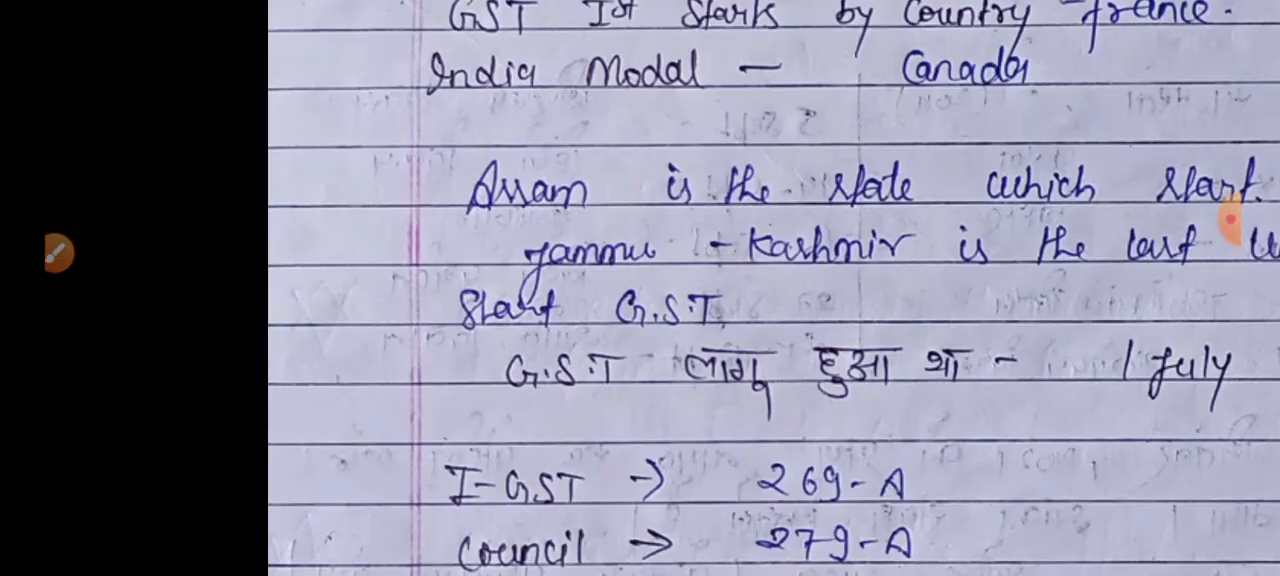 GST Ist starts by Country france.
India Modal – Canada
Assam is the state which start.
Jammu - Kashmir is the last
Start G.S.T
G.S.T लागू हुआ था - 1 July
I-GST → 269-A
Council → 279-A